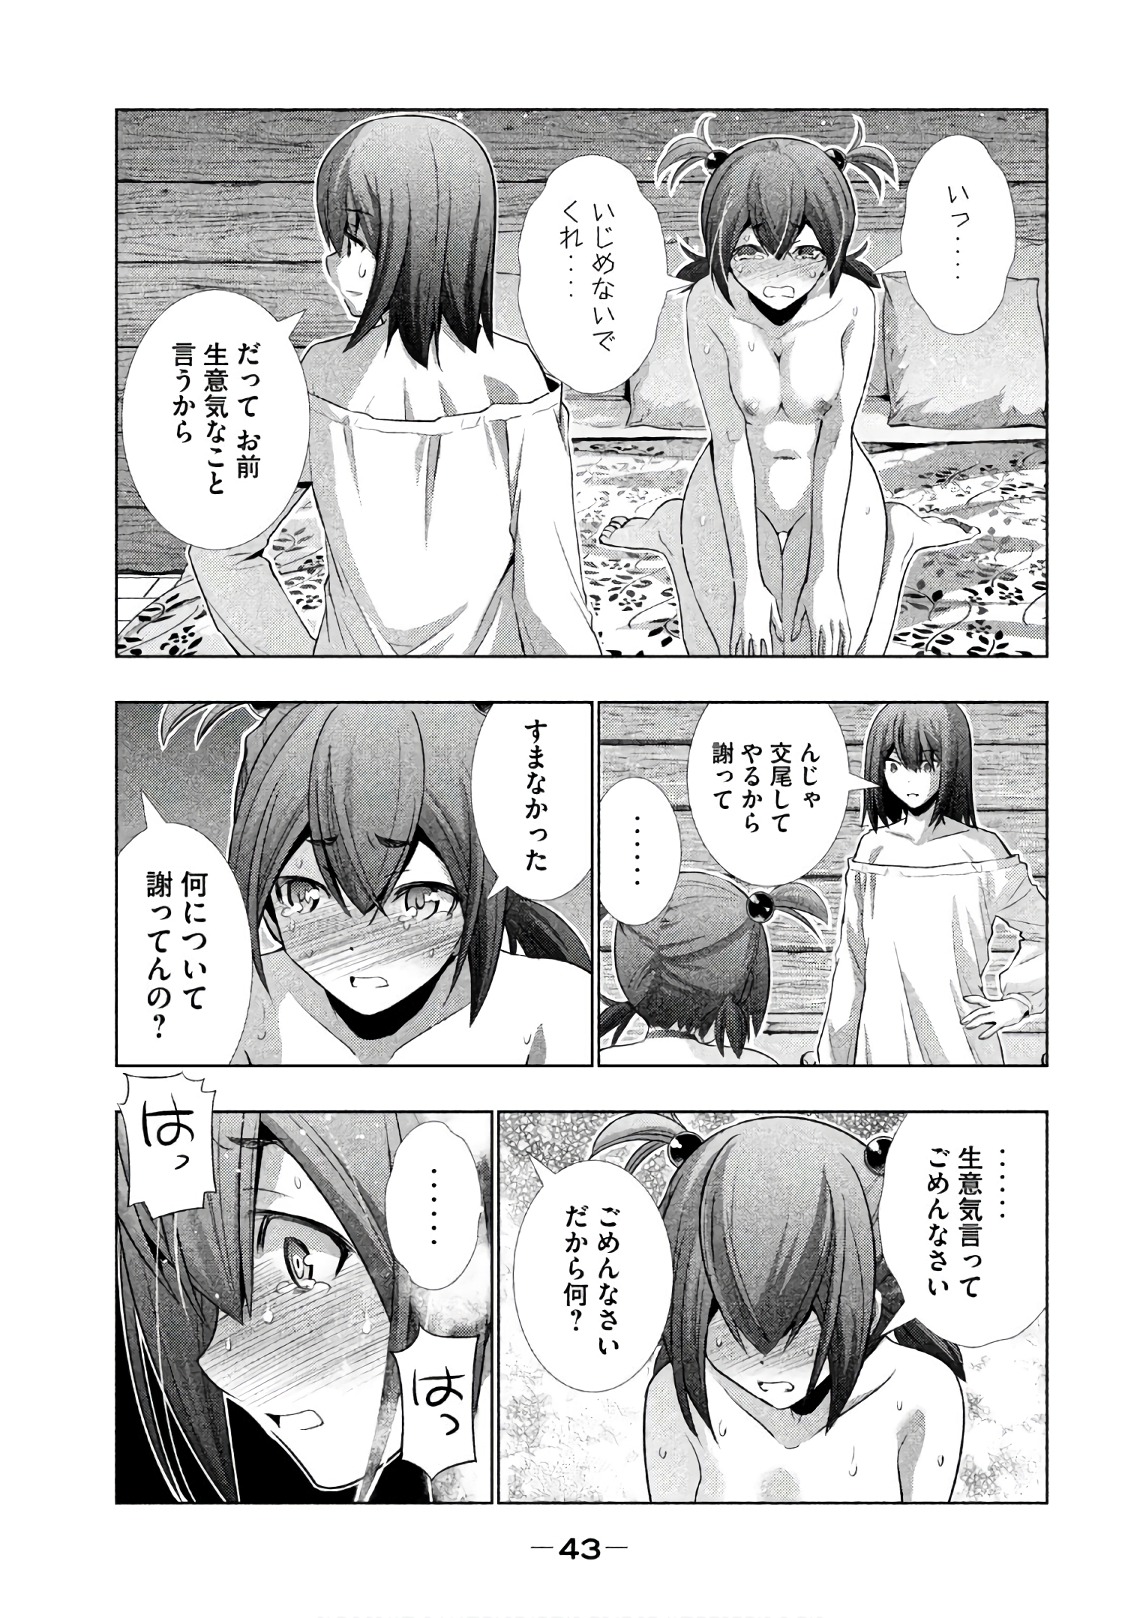 いっ・・・・
いじめないで
くれ・・・・
だって お前
生意気なこと
言うから
んじゃ
交尾して
やるから
謝って
・・・・・・
すまなかった
何について
謝ってんの？
・・・・・・
生意気言って
ごめんなさい
ごめんなさい
だから何？
・・・・・・
はっ
はっ
—43—